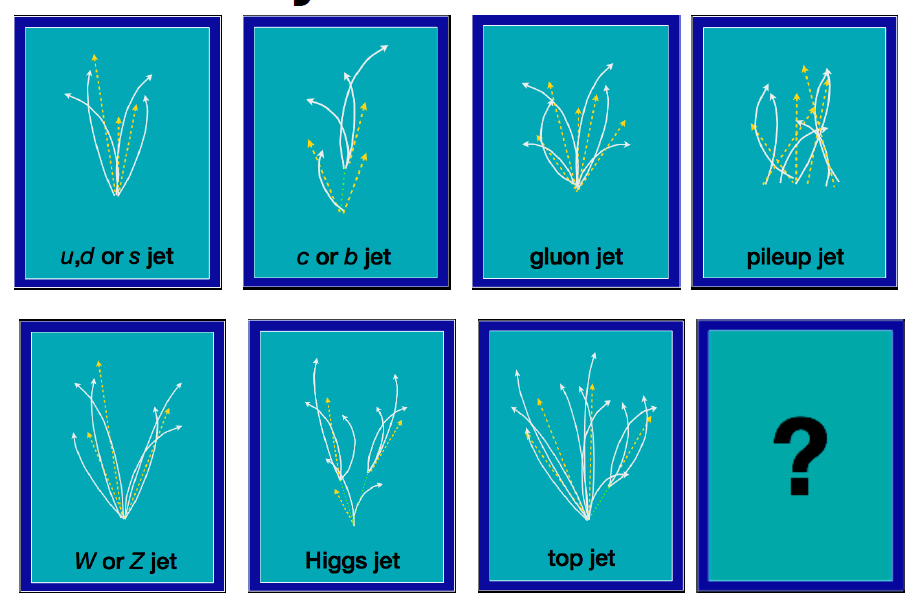 u,d or s jet
c or b jet
gluon jet
pileup jet
W or Z jet
Higgs jet
top jet
?